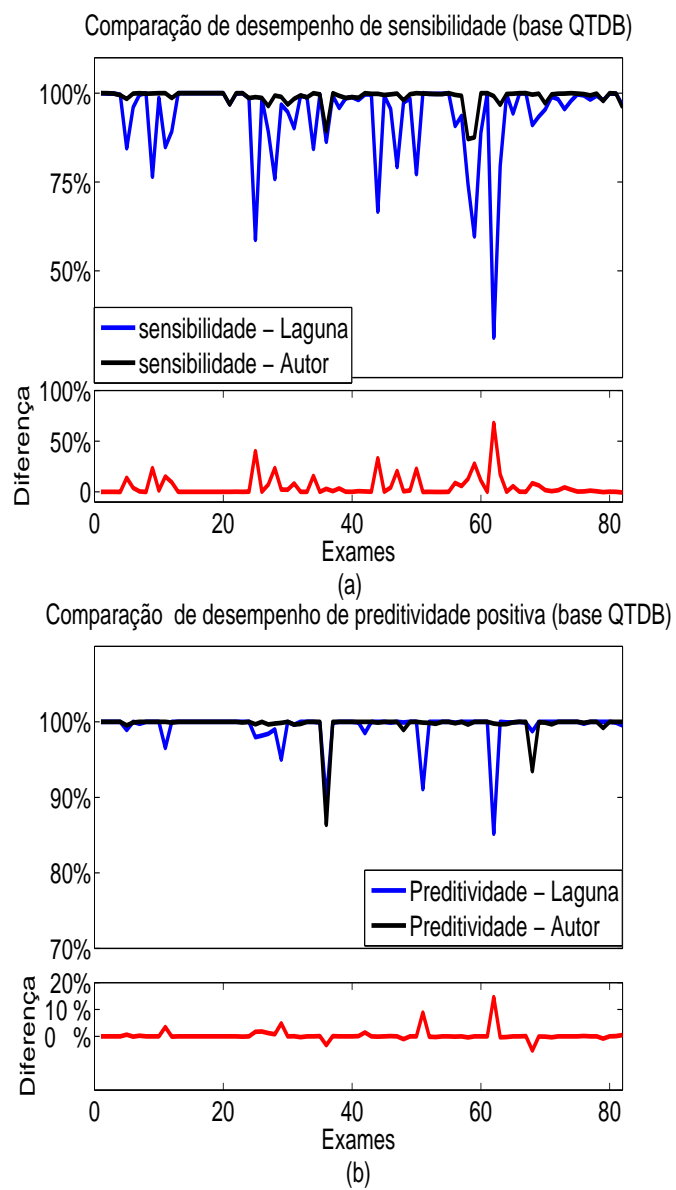 Comparação de desempenho de sensibilidade (base QTDB)
100%
75%
50%
sensibilidade – Laguna
sensibilidade – Autor
Diferença
100%
50%
0
0 20 40 60 80
Exames
(a)
Comparação de desempenho de preditividade positiva (base QTDB)
100%
90%
80%
70%
Preditividade – Laguna
Preditividade – Autor
Diferença
20%
10 %
0 %
0 20 40 60 80
Exames
(b)